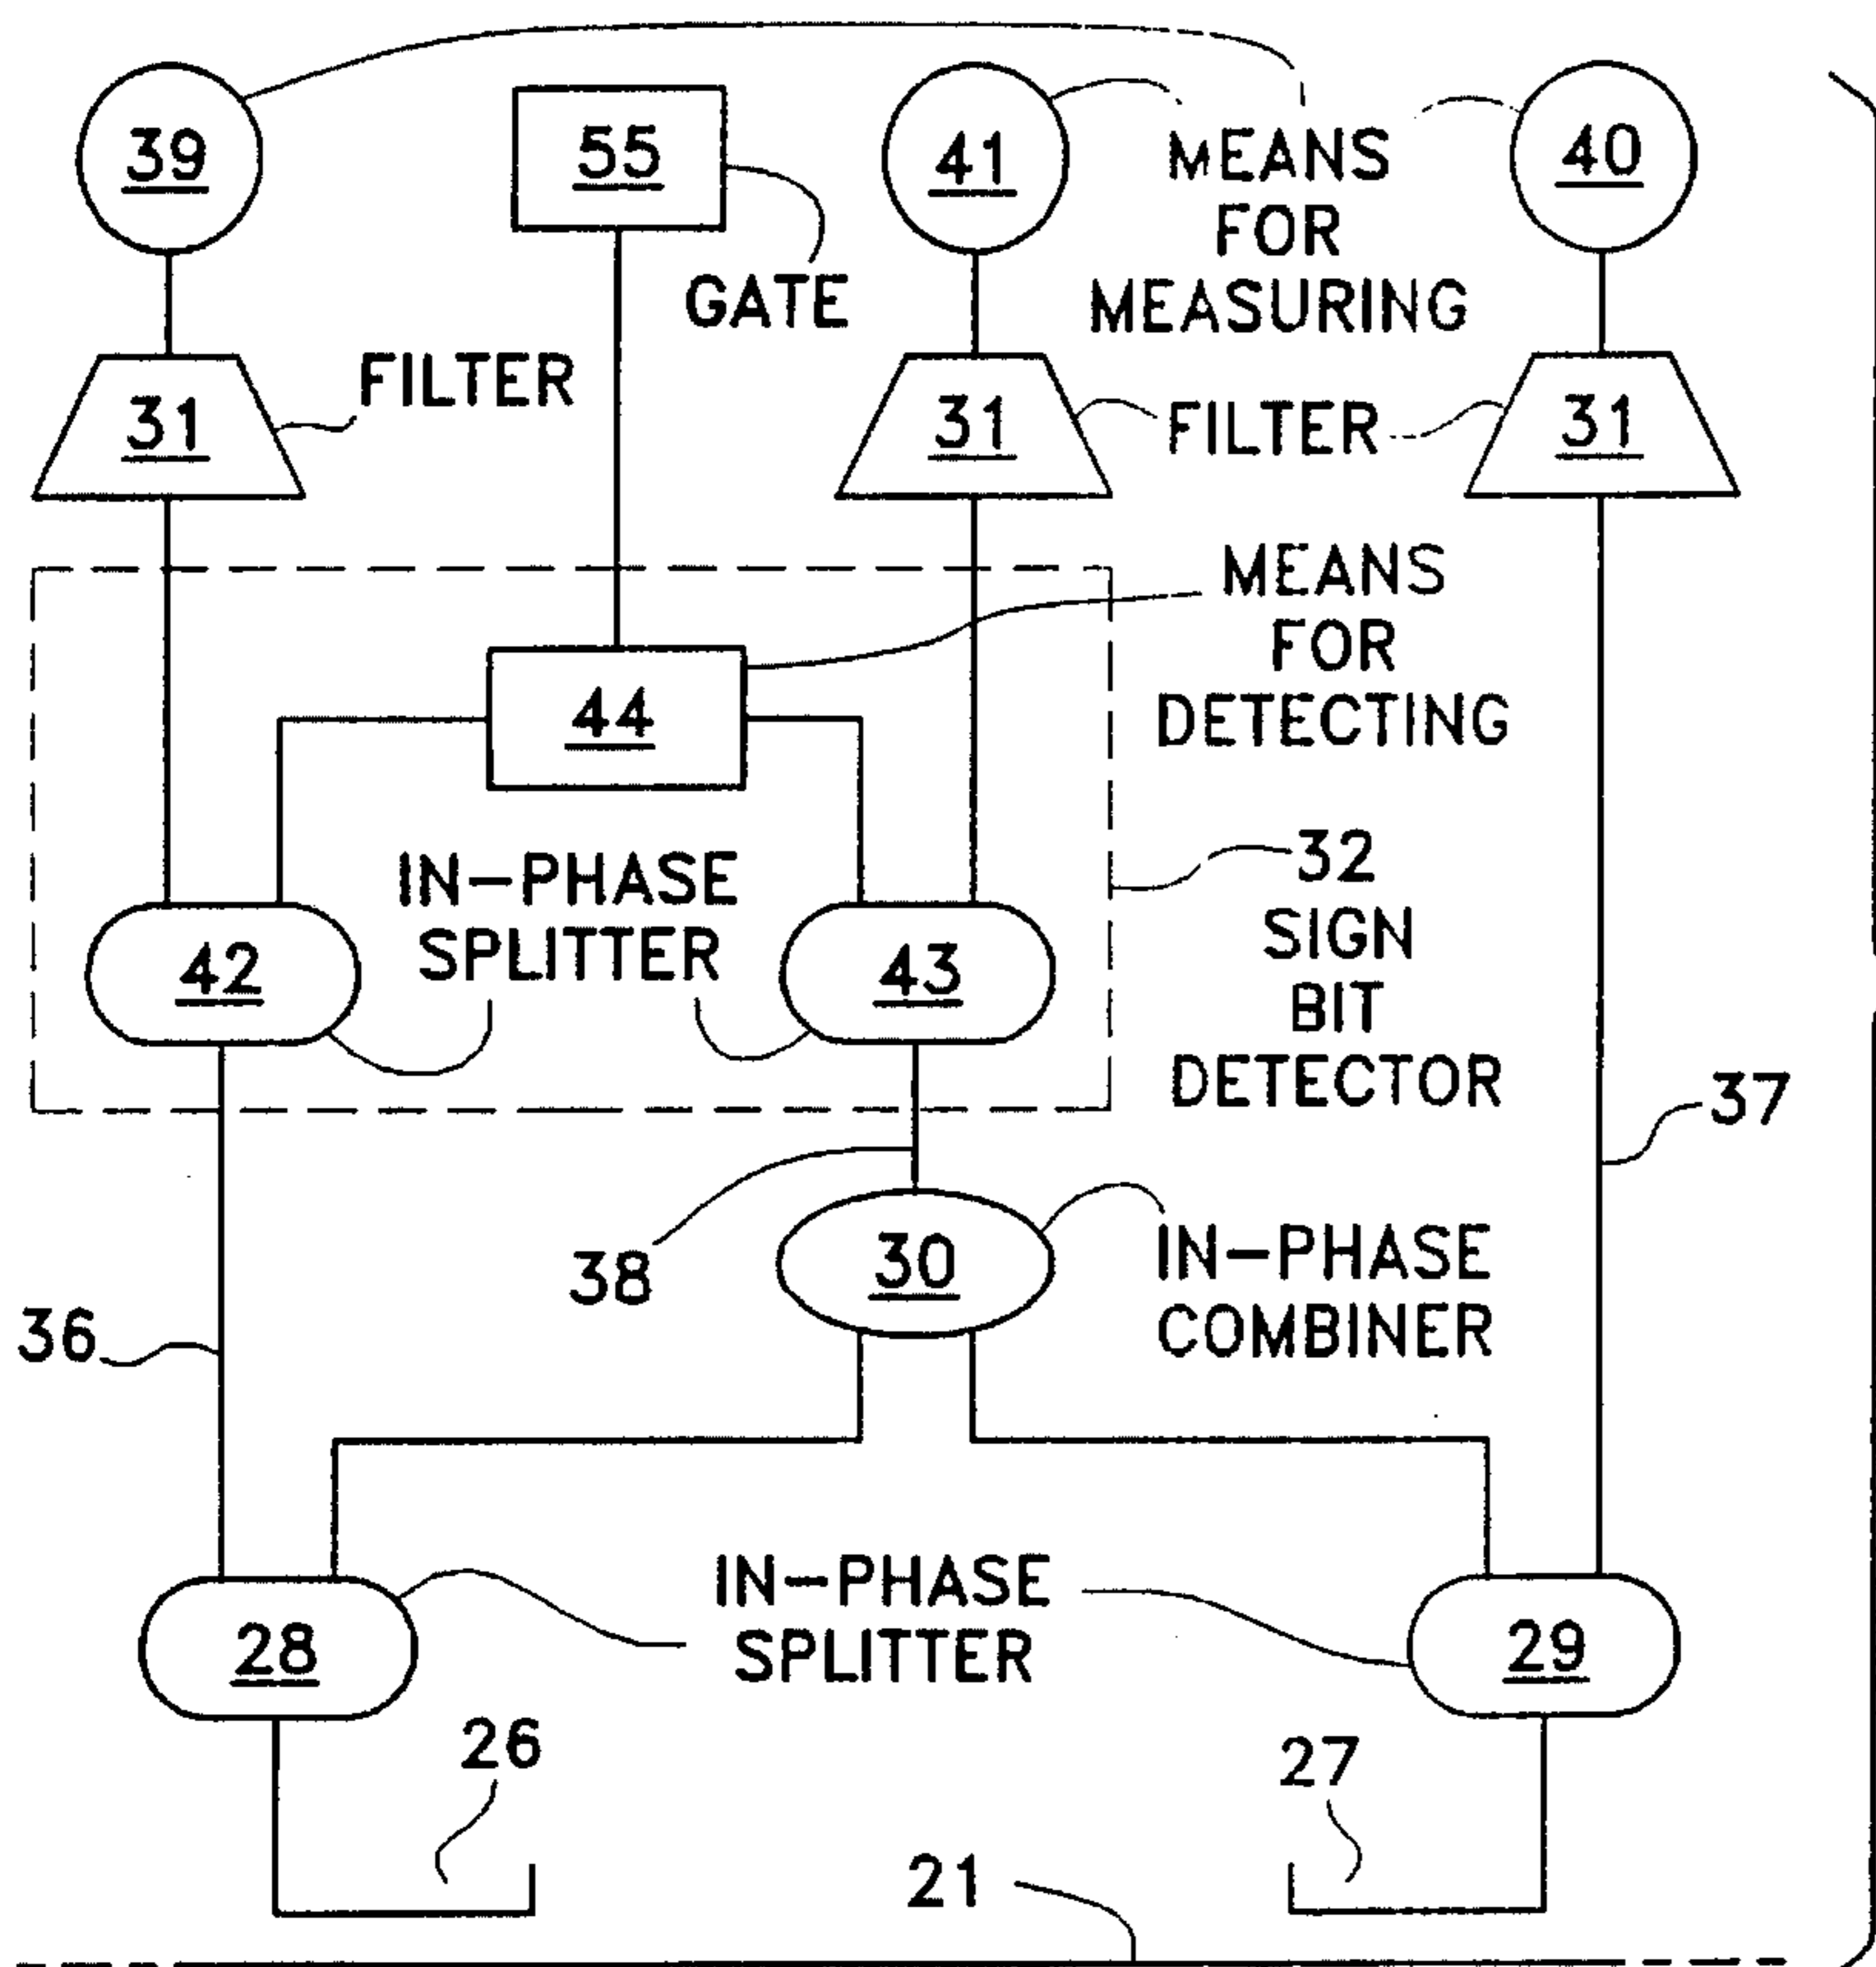 39
55
41
40
MEANS
FOR
MEASURING
GATE
FILTER
31
31
FILTER
31
MEANS
FOR
DETECTING
44
IN-PHASE
SPLITTER
42
43
32
SIGN
BIT
DETECTOR
37
38
30
IN-PHASE
COMBINER
36
IN-PHASE
SPLITTER
28
29
26
27
21